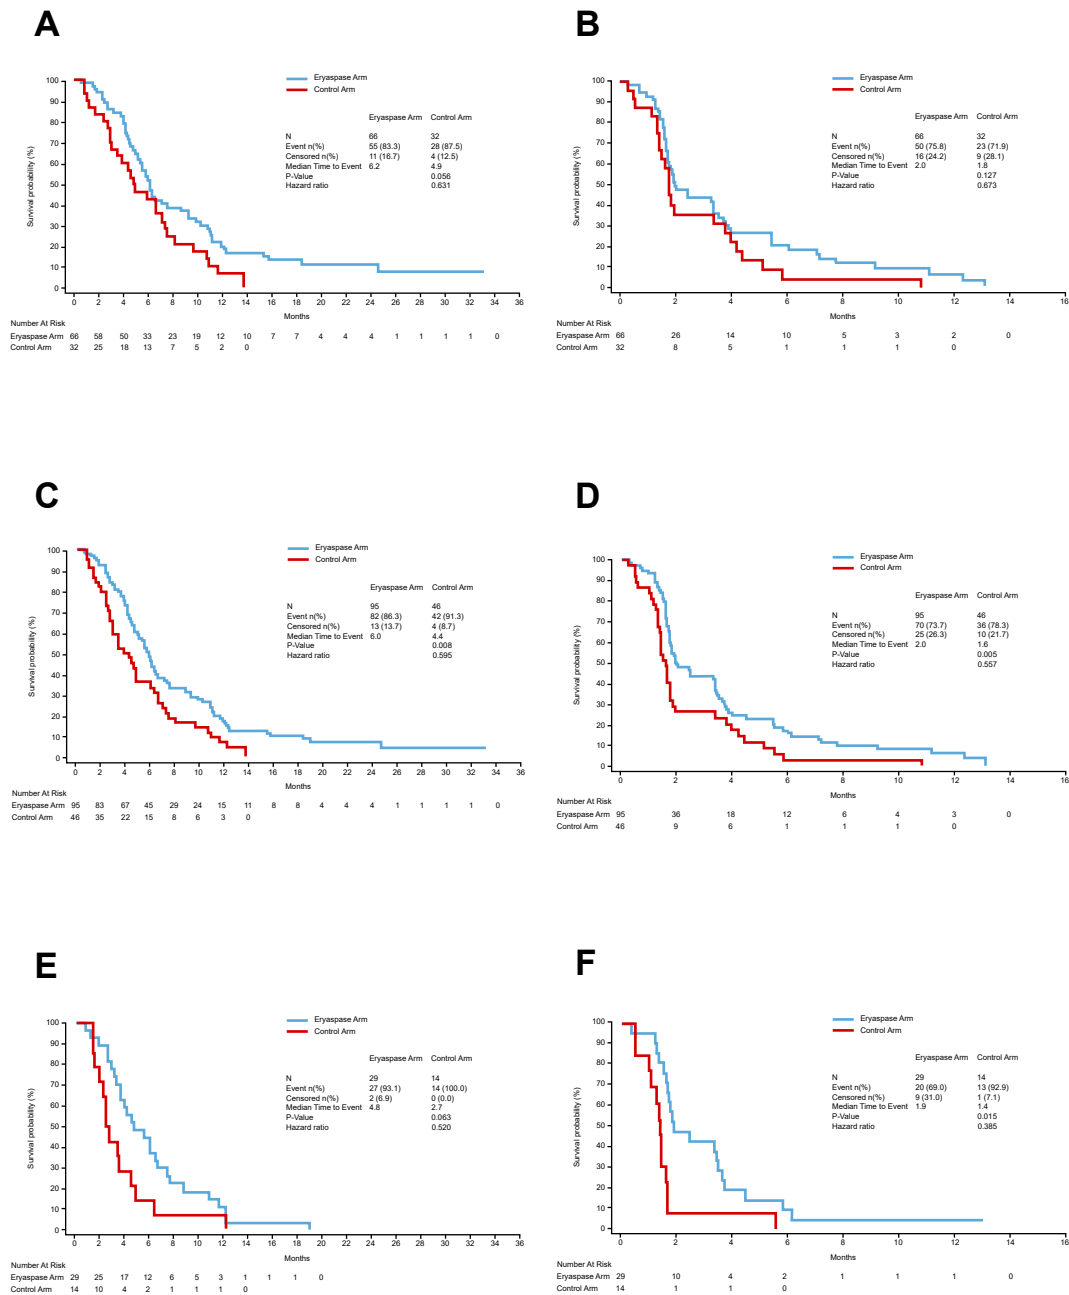 A
Eryaspase Arm
Control Arm
Eryaspase Arm Control Arm
N 66 32
Event n(%) 55 (83.3) 28 (87.5)
Censored n(%) 11 (16.7) 4 (12.5)
Median Time to Event 6.2 4.9
P-Value 0.056
Hazard ratio 0.631
Survival probability (%)
100
90
80
70
60
50
40
30
20
10
0
0 2 4 6 8 10 12 14 16 18 20 22 24 26 28 30 32 34 36
Months
Number At Risk
Eryaspase Arm 66 58 50 33 23 19 12 10 7 7 4 4 4 1 1 1 1 0
Control Arm 32 25 18 13 7 5 2 0
B
Eryaspase Arm
Control Arm
Eryaspase Arm Control Arm
N 66 32
Event n(%) 50 (75.8) 23 (71.9)
Censored n(%) 16 (24.2) 9 (28.1)
Median Time to Event 2.0 1.8
P-Value 0.127
Hazard ratio 0.673
Survival probability (%)
100
90
80
70
60
50
40
30
20
10
0
0 2 4 6 8 10 12 14 16
Months
Number At Risk
Eryaspase Arm 66 26 14 10 5 3 2 0
Control Arm 32 8 5 1 1 1 0
C
Eryaspase Arm
Control Arm
Eryaspase Arm Control Arm
N 95 46
Event n(%) 82 (86.3) 42 (91.3)
Censored n(%) 13 (13.7) 4 (8.7)
Median Time to Event 6.0 4.4
P-Value 0.008
Hazard ratio 0.595
Survival probability (%)
100
90
80
70
60
50
40
30
20
10
0
0 2 4 6 8 10 12 14 16 18 20 22 24 26 28 30 32 34 36
Months
Number At Risk
Eryaspase Arm 95 83 67 45 29 24 15 11 8 8 4 4 4 1 1 1 1 0
Control Arm 46 35 22 15 8 6 3 0
D
Eryaspase Arm
Control Arm
Eryaspase Arm Control Arm
N 95 46
Event n(%) 70 (73.7) 36 (78.3)
Censored n(%) 25 (26.3) 10 (21.7)
Median Time to Event 2.0 1.6
P-Value 0.005
Hazard ratio 0.557
Survival probability (%)
100
90
80
70
60
50
40
30
20
10
0
0 2 4 6 8 10 12 14 16
Months
Number At Risk
Eryaspase Arm 95 36 18 12 6 4 3 0
Control Arm 46 9 6 1 1 1 0
E
Eryaspase Arm
Control Arm
Eryaspase Arm Control Arm
N 29 14
Event n(%) 27 (93.1) 14 (100.0)
Censored n(%) 2 (6.9) 0 (0.0)
Median Time to Event 4.8 2.7
P-Value 0.063
Hazard ratio 0.520
Survival probability (%)
100
90
80
70
60
50
40
30
20
10
0
0 2 4 6 8 10 12 14 16 18 20 22 24 26 28 30 32 34 36
Months
Number At Risk
Eryaspase Arm 29 25 17 12 6 5 3 1 1 1 0
Control Arm 14 10 4 2 1 1 1 0
F
Eryaspase Arm
Control Arm
Eryaspase Arm Control Arm
N 29 14
Event n(%) 20 (69.0) 13 (92.9)
Censored n(%) 9 (31.0) 1 (7.1)
Median Time to Event 1.9 1.4
P-Value 0.015
Hazard ratio 0.385
Survival probability (%)
100
90
80
70
60
50
40
30
20
10
0
0 2 4 6 8 10 12 14 16
Months
Number At Risk
Eryaspase Arm 29 10 4 2 1 1 1 0
Control Arm 14 1 1 0